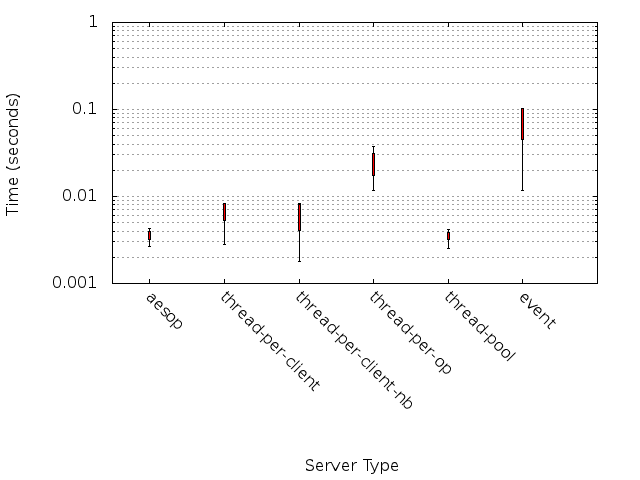 1
0.1
0.01
0.001
Time (seconds)
aesop
thread-per-client
thread-per-client-nb
thread-per-op
thread-pool
event
Server Type